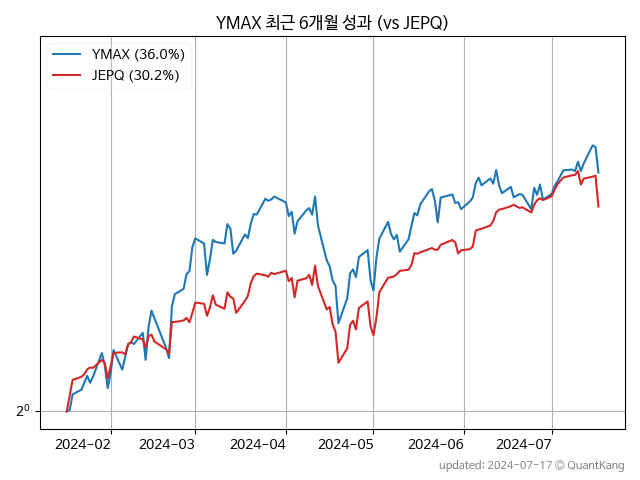 YMAX 최근 6개월 성과 (vs JEPQ)
YMAX (36.0%)
JEPQ (30.2%)
2⁰
2024-02 2024-03 2024-04 2024-05 2024-06 2024-07
updated: 2024-07-17 © QuantKang